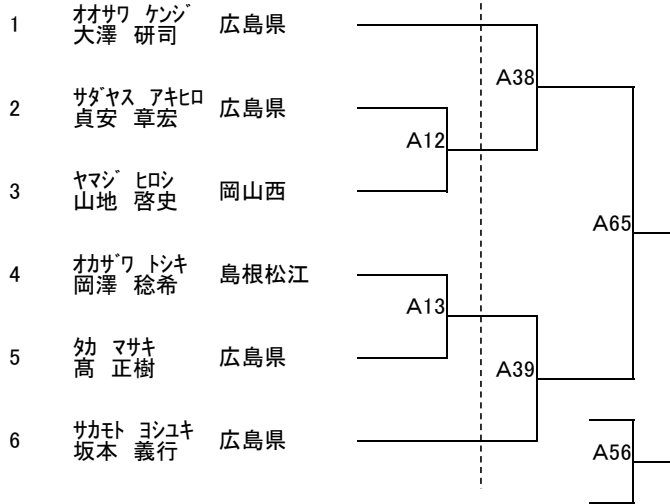 1 オオサワ ケンジ 広島県
大澤 研司
A38
2 サダヤス アキヒロ 広島県
貞安 章宏
A12
3 ヤマジ ヒロシ 岡山西
山地 啓史
A65
4 オカザワ トシキ 島根松江
岡澤 稔希
A13
5 タカ マサキ 広島県
髙 正樹
A39
6 サカモト ヨシユキ 広島県
坂本 義行
A56